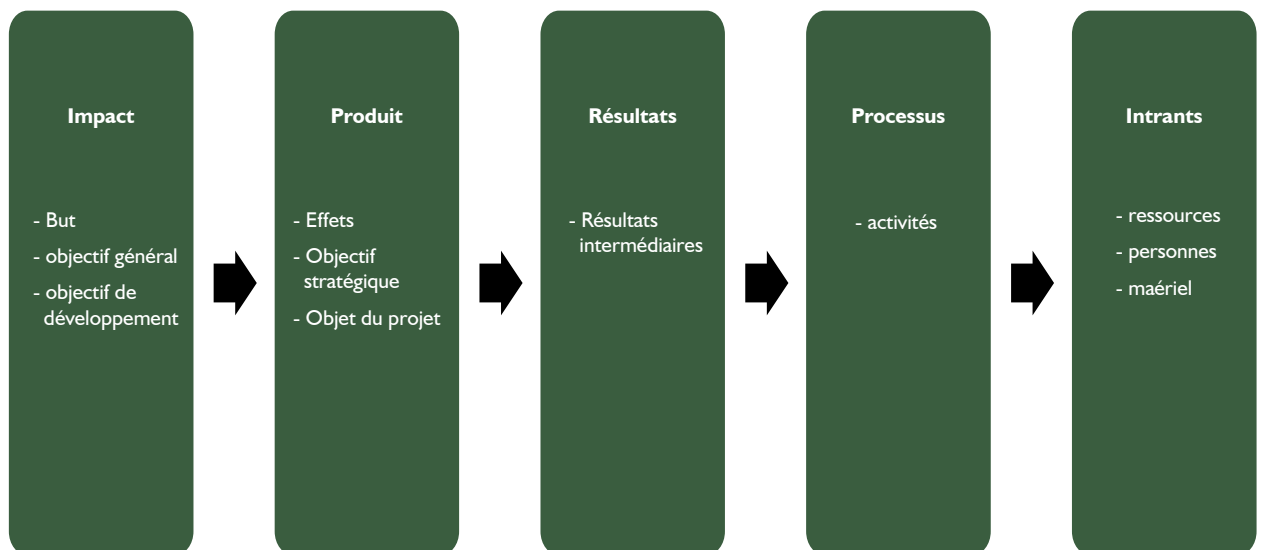 Impact
- But
- objectif général
- objectif de
développement
Produit
- Effets
- Objectif
stratégique
- Objet du projet
Résultats
- Résultats
intermédiaires
Processus
- activités
Intrants
- ressources
- personnes
- maériel